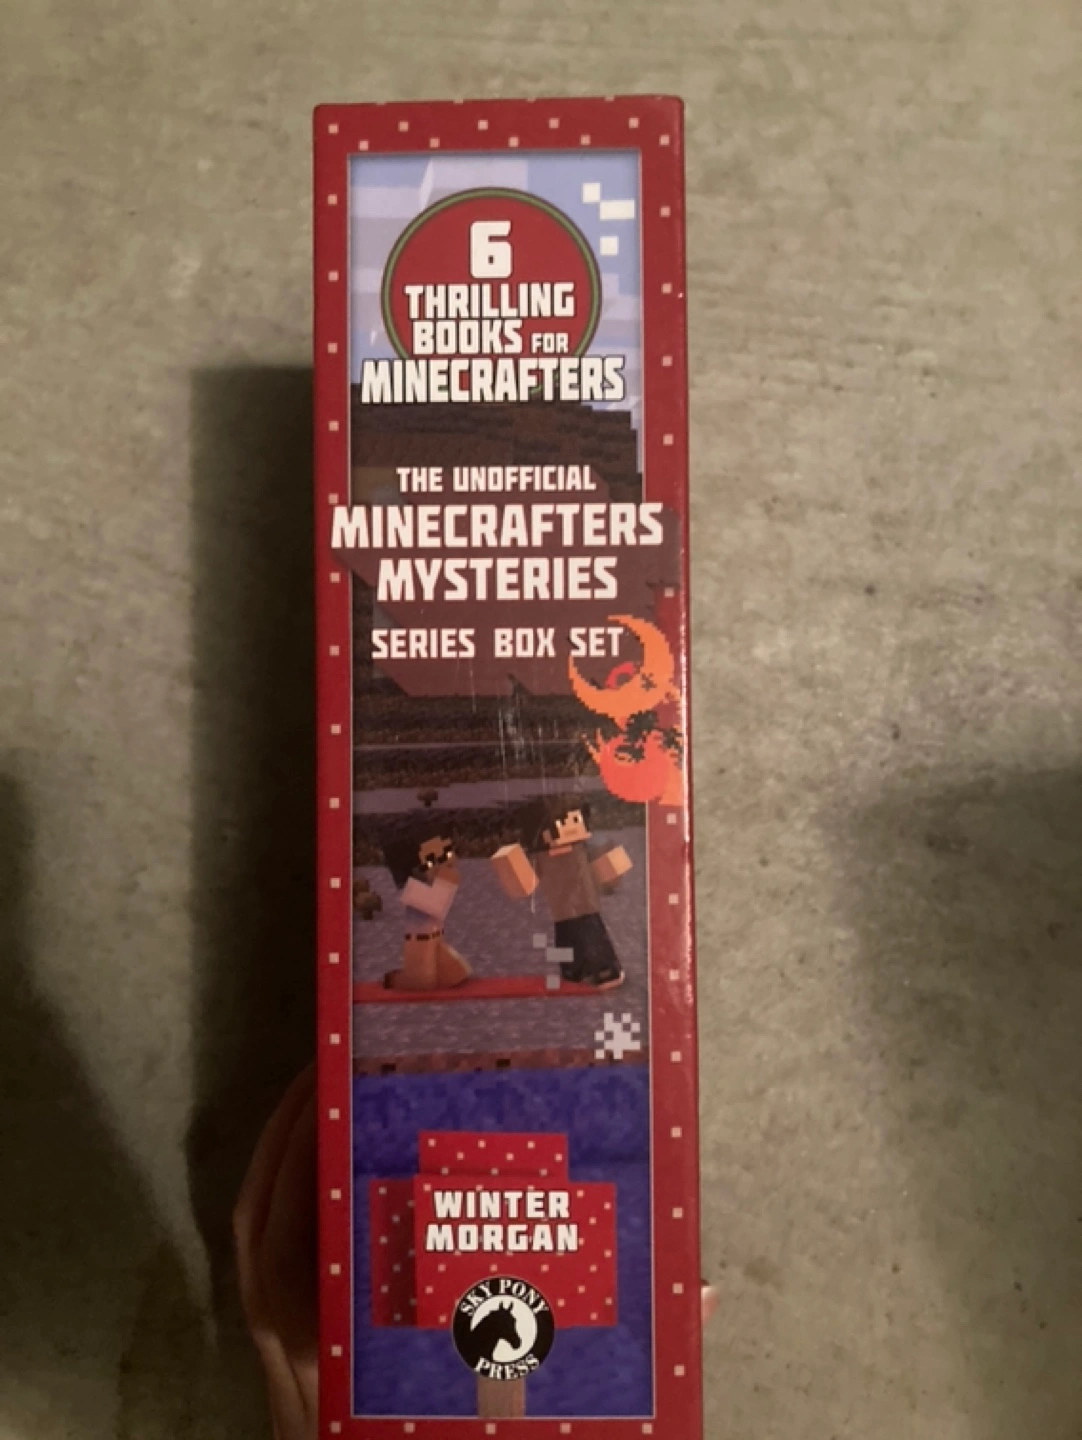 6
THRILLING
BOOKS FOR
MINECRAFTERS
THE UNOFFICIAL
MINECRAFTERS
MYSTERIES
SERIES BOX SET
WINTER
MORGAN
SKY PONY
PRESS